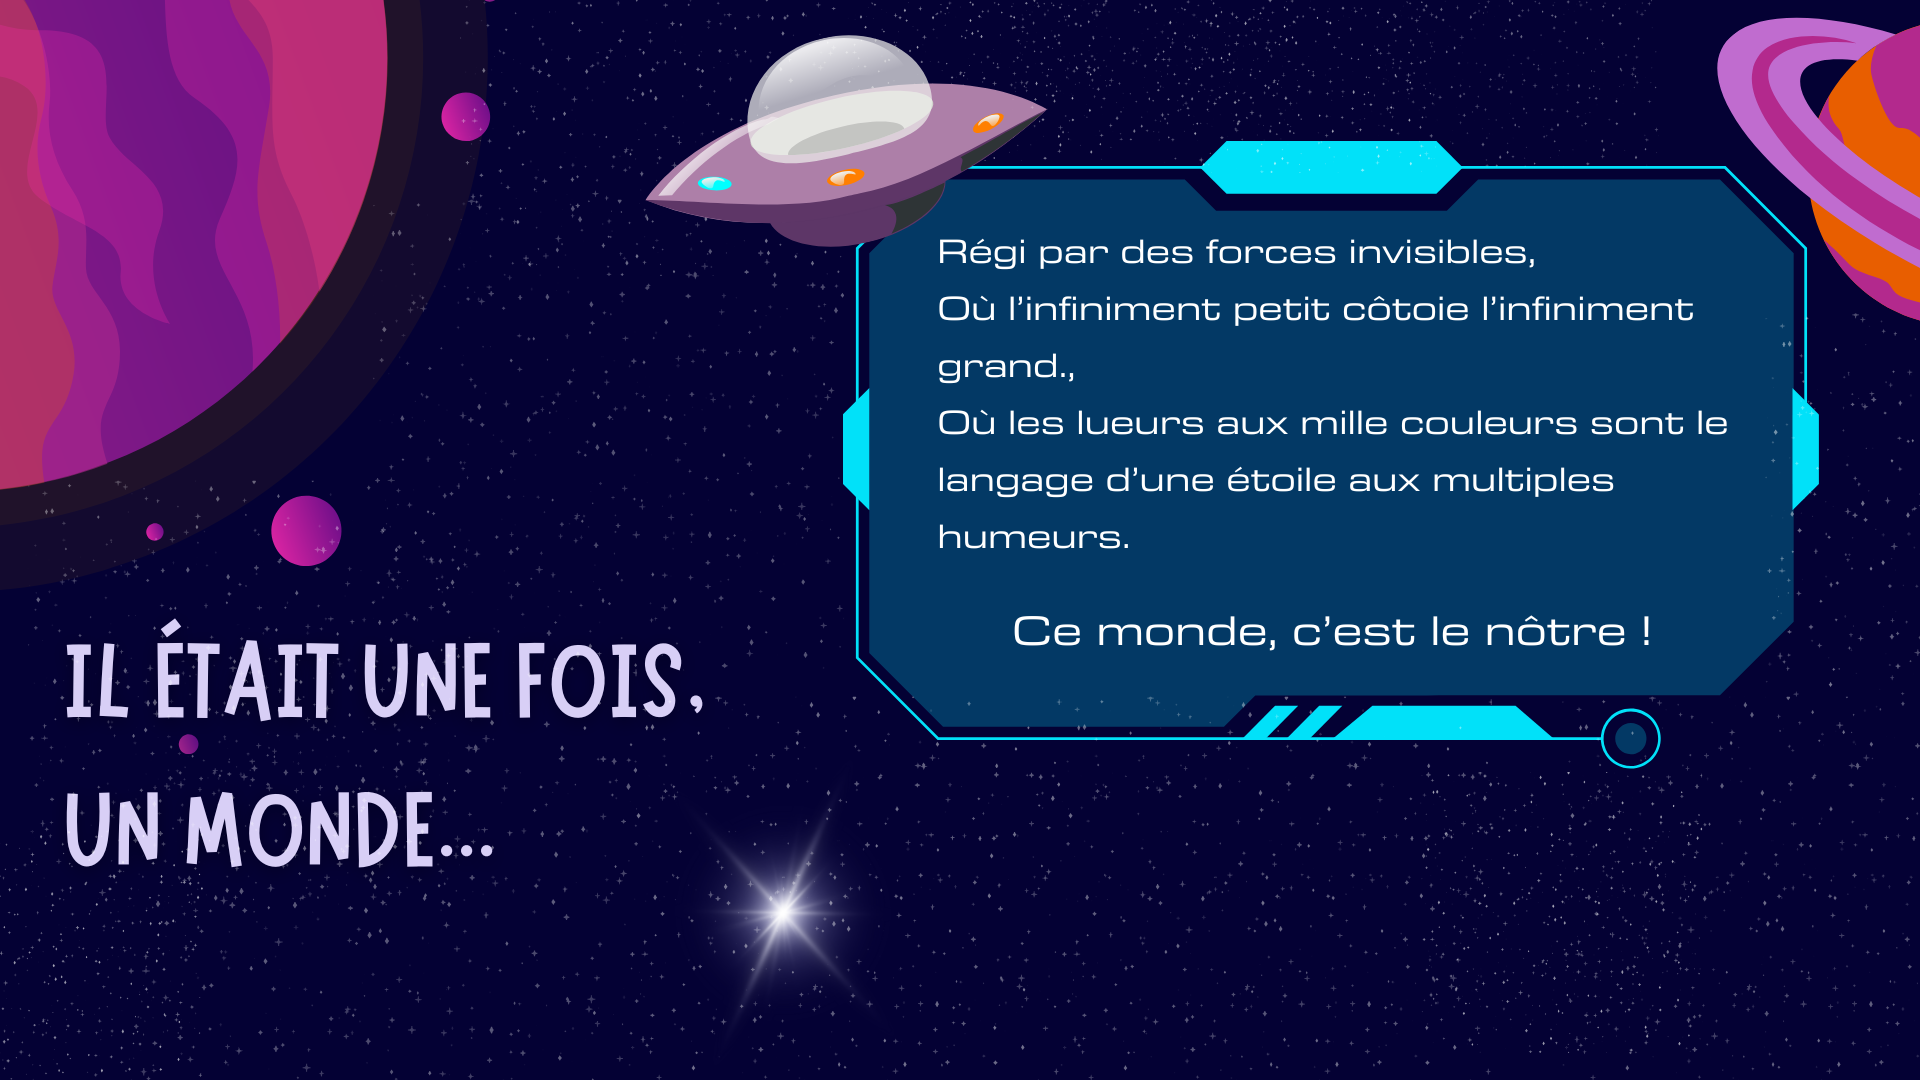 IL ÉTAIT UNE FOIS,
UN MONDE...
Régi par des forces invisibles,
Où l’infiniment petit côtoie l’infiniment
grand.,
Où les lueurs aux mille couleurs sont le
langage d’une étoile aux multiples
humeurs.
Ce monde, c’est le nôtre !